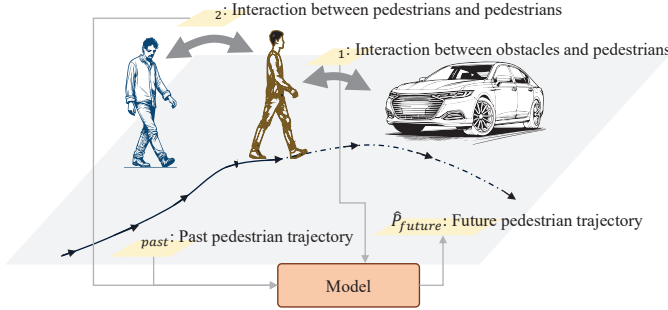 2: Interaction between pedestrians and pedestrians
1: Interaction between obstacles and pedestrians
P̂future: Future pedestrian trajectory
past: Past pedestrian trajectory
Model